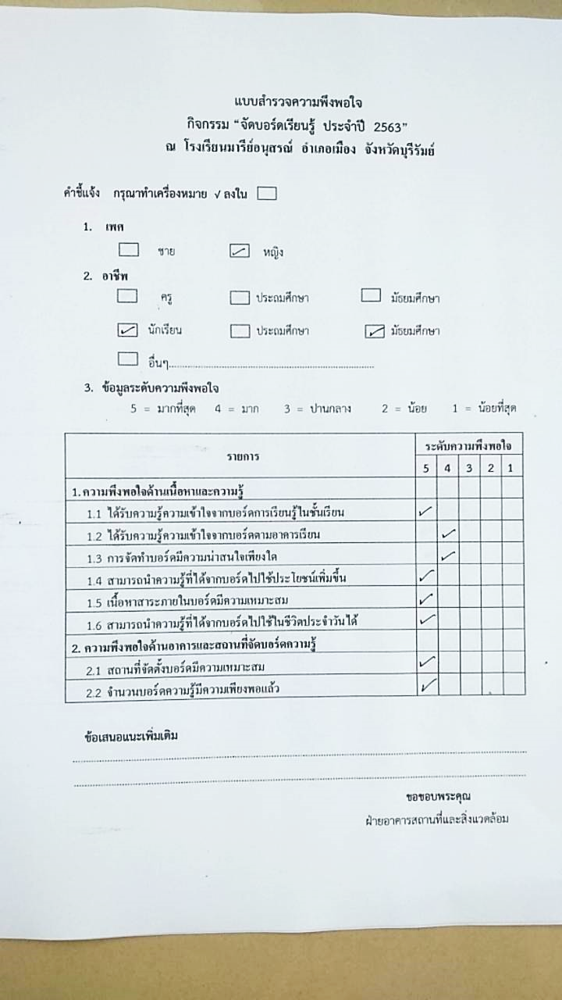 แบบสำรวจความพึงพอใจ
กิจกรรม “จัดบอร์ดเรียนรู้ ประจำปี 2563”
ณ โรงเรียนมารีย์อนุสรณ์ อำเภอเมือง จังหวัดบุรีรัมย์
คำชี้แจ้ง กรุณาทำเครื่องหมาย √ ลงใน
1. เพศ
ชาย ✓ หญิง
2. อาชีพ
ครู ประถมศึกษา มัธยมศึกษา
✓ นักเรียน ประถมศึกษา ✓ มัธยมศึกษา
อื่นๆ.....................................................................
3. ข้อมูลระดับความพึงพอใจ
5 = มากที่สุด 4 = มาก 3 = ปานกลาง 2 = น้อย 1 = น้อยที่สุด
รายการ ระดับความพึงพอใจ
5 4 3 2 1
1. ความพึงพอใจด้านเนื้อหาและความรู้
1.1 ได้รับความรู้ความเข้าใจจากบอร์ดการเรียนรู้ในชั้นเรียน ✓
1.2 ได้รับความรู้ความเข้าใจจากบอร์ดตามอาคารเรียน ✓
1.3 การจัดทำบอร์ดมีความน่าสนใจเพียงใด ✓
1.4 สามารถนำความรู้ที่ได้จากบอร์ดไปใช้ประโยชน์เพิ่มขึ้น ✓
1.5 เนื้อหาสาระภายในบอร์ดมีความเหมาะสม ✓
1.6 สามารถนำความรู้ที่ได้จากบอร์ดไปใช้ในชีวิตประจำวันได้ ✓
2. ความพึงพอใจด้านอาคารและสถานที่จัดบอร์ดความรู้
2.1 สถานที่จัดตั้งบอร์ดมีความเหมาะสม ✓
2.2 จำนวนบอร์ดความรู้มีความเพียงพอแล้ว ✓
ข้อเสนอแนะเพิ่มเติม
ขอขอบพระคุณ
ฝ่ายอาคารสถานที่และสิ่งแวดล้อม